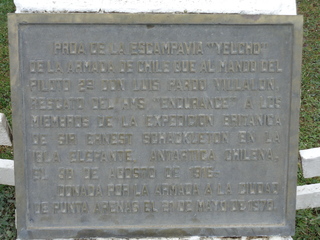 PROA DE LA ESCAMPAVIA "YELCHO"
DE LA ARMADA DE CHILE QUE AL MANDO DEL
PILOTO 2º DON LUIS PARDO VILLALON,
RESCATO DEL HMS "ENDURANCE" A LOS
MIEMBROS DE LA EXPEDICION BRITANICA
DE SIR ERNEST SCHACKLETON EN LA
ISLA ELEFANTE, ANTARTICA CHILENA,
EL 30 DE AGOSTO DE 1916.
DONADA POR LA ARMADA A LA CIUDAD
DE PUNTA ARENAS EL 21 DE MAYO DE 1970.